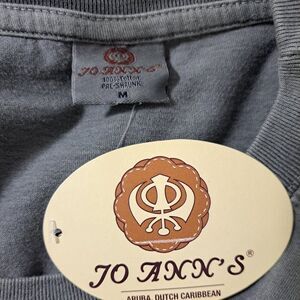 JO ANN'S
100% COTTON
PRE-SHRUNK
M
JO ANN'S®
ARUBA, DUTCH CARIBBEAN